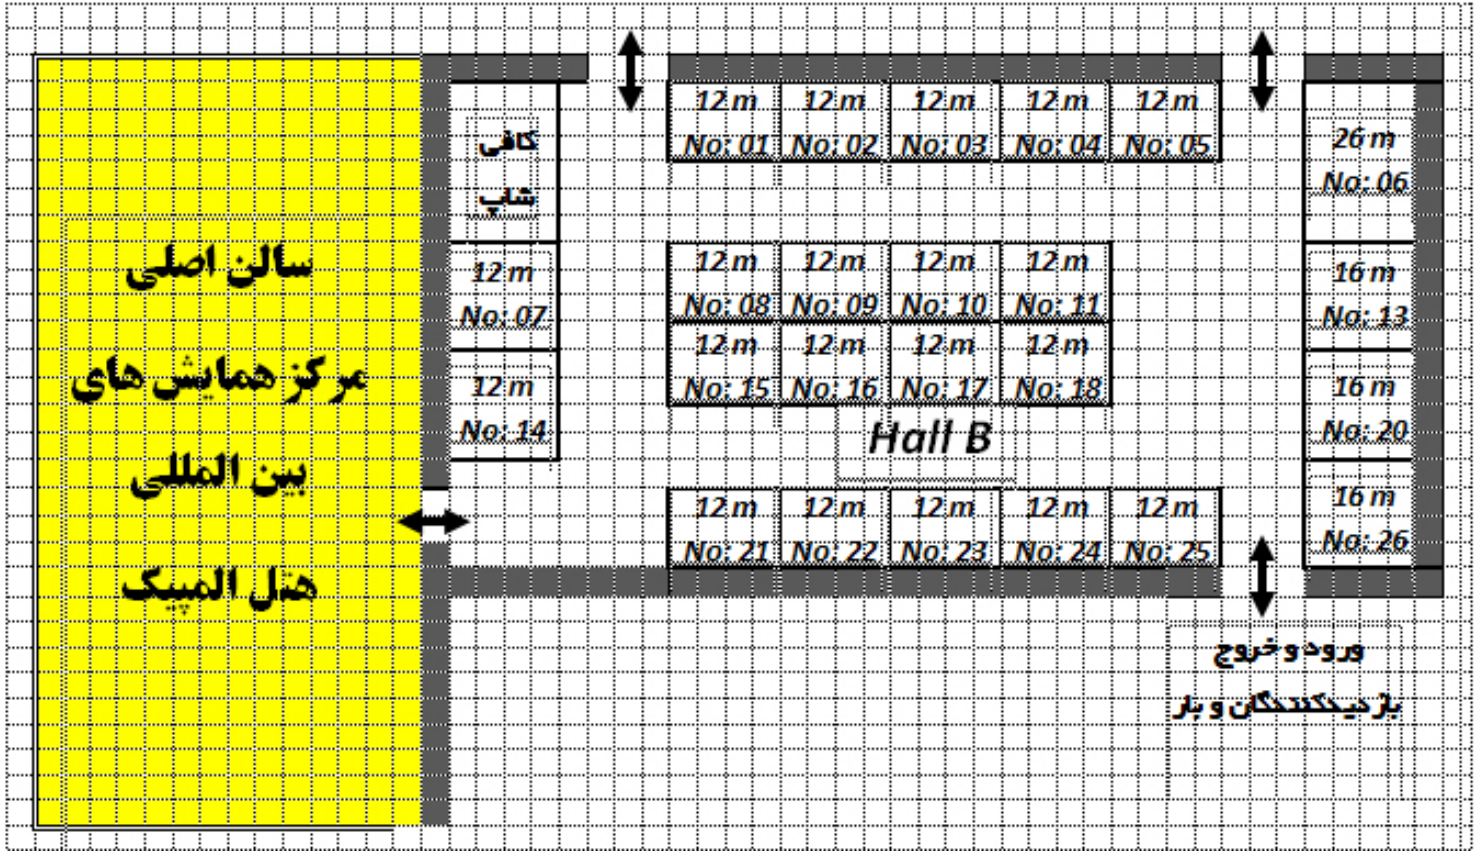 12 m 12 m 12 m 12 m 12 m
No: 01 No: 02 No: 03 No: 04 No: 05
کافی
شاپ
26 m
No: 06
سالن اصلی
مرکز همایش های
بین المللی
هتل المپیک
12 m
No: 07
12 m 12 m 12 m 12 m
No: 08 No: 09 No: 10 No: 11
16 m
No: 13
12 m
No: 14
12 m 12 m 12 m 12 m
No: 15 No: 16 No: 17 No: 18
16 m
No: 20
Hall B
12 m 12 m 12 m 12 m 12 m
No: 21 No: 22 No: 23 No: 24 No: 25
16 m
No: 26
ورود و خروج
بازدیدکنندگان و بار